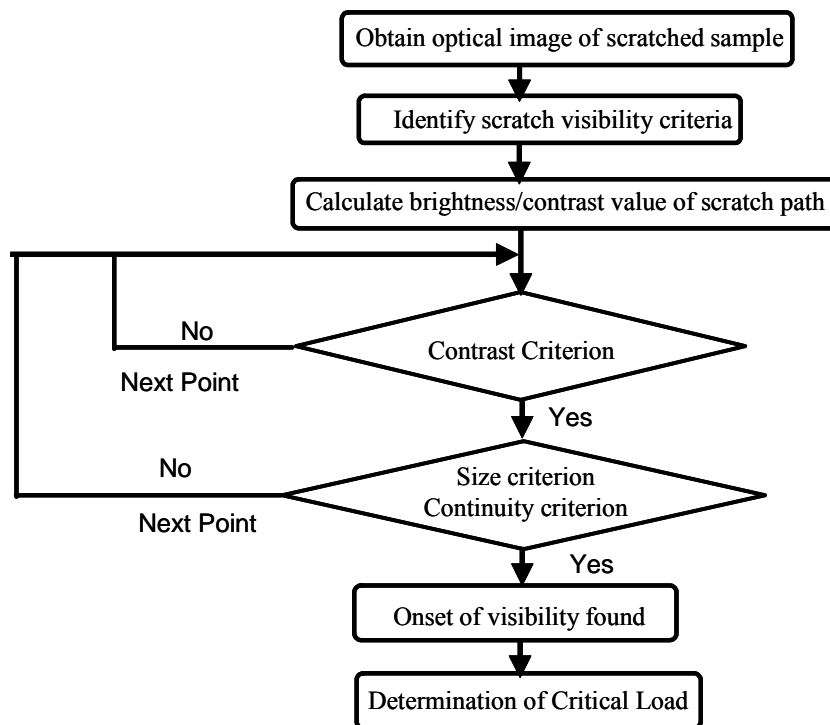 Obtain optical image of scratched sample
Identify scratch visibility criteria
Calculate brightness/contrast value of scratch path
No
Contrast Criterion
Next Point
Yes
No
Size criterion
Continuity criterion
Next Point
Yes
Onset of visibility found
Determination of Critical Load